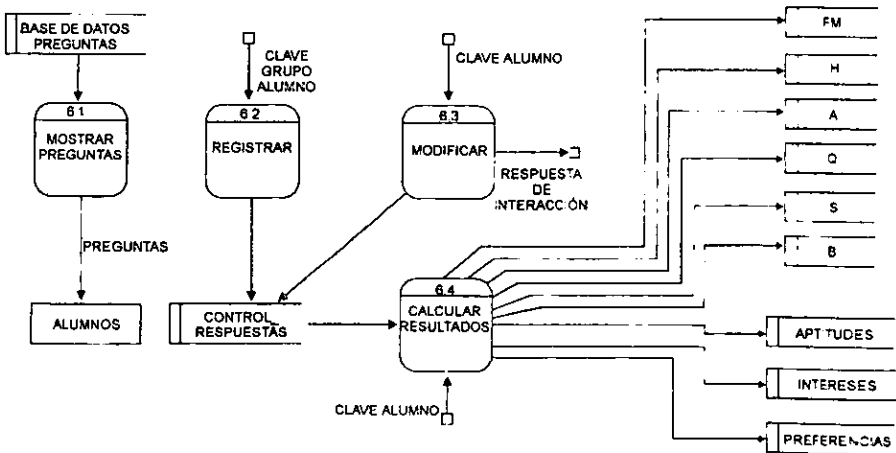 BASE DE DATOS
PREGUNTAS
6.1
MOSTRAR
PREGUNTAS
PREGUNTAS
ALUMNOS
CLAVE
GRUPO
ALUMNO
6.2
REGISTRAR
CONTROL
RESPUESTAS
CLAVE ALUMNO
6.3
MODIFICAR
RESPUESTA
DE
INTERACCIÓN
6.4
CALCULAR
RESULTADOS
CLAVE ALUMNO
FM
H
A
Q
S
B
APTITUDES
INTERESES
PREFERENCIAS